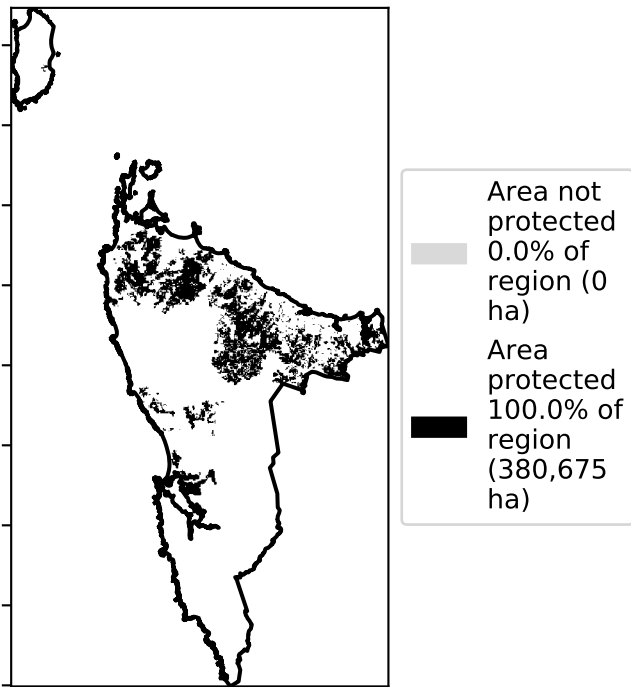 Area not
protected
0.0% of
region (0
ha)
Area
protected
100.0% of
region
(380,675
ha)